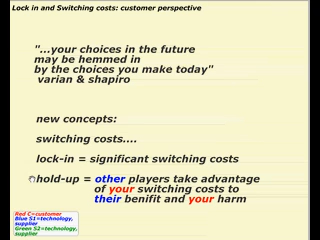 Lock in and Switching costs: customer perspective
"...your choices in the future
may be hemmed in
by the choices you make today"
varian & shapiro
new concepts:
switching costs....
lock-in = significant switching costs
hold-up = other players take advantage
of your switching costs to
their benifit and your harm
Red C=customer
Blue S1=technology,
supplier
Green S2=technology,
supplier